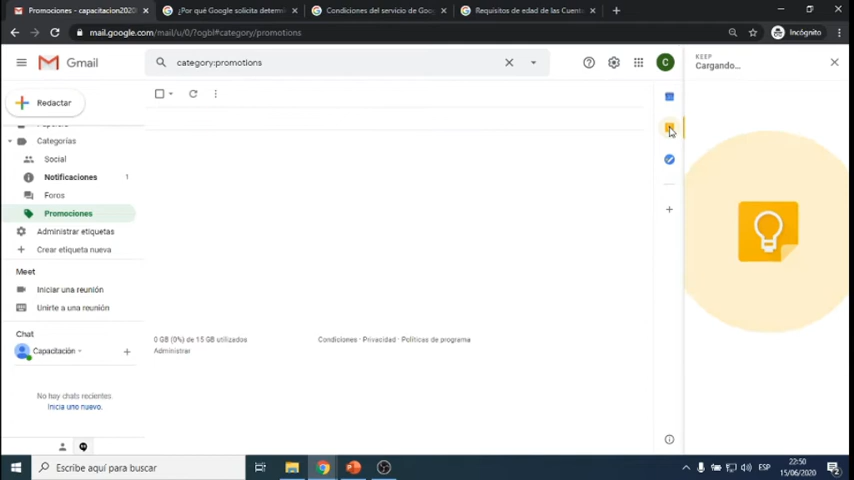 Promociones - capacitacion2020
¿Por qué Google solicita determi
Condiciones del servicio de Goo
Requisitos de edad de las Cuent
mail.google.com/mail/u/0/?ogbl#category/promotions
Incógnito
Gmail
category:promotions
C
KEEP
Cargando...
Redactar
Categorías
Social
Notificaciones 1
Foros
Promociones
Administrar etiquetas
Crear etiqueta nueva
Meet
Iniciar una reunión
Unirte a una reunión
Chat
Capacitación
No hay chats recientes.
Inicia uno nuevo.
0 GB (0%) de 15 GB utilizados
Administrar
Condiciones · Privacidad · Políticas de programa
Escribe aquí para buscar
ESP
22:50
15/06/2020
2